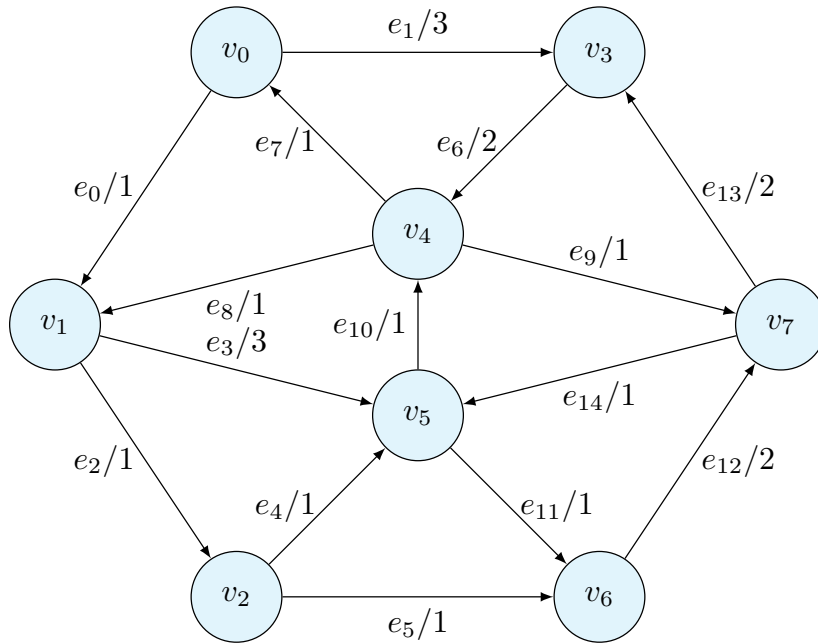 v₀
e₁/3
v₃
e₇/1
e₆/2
e₀/1
e₁₃/2
v₄
e₉/1
e₈/1
v₁
e₁₀/1
v₇
e₃/3
e₁₄/1
v₅
e₂/1
e₄/1
e₁₁/1
e₁₂/2
v₂
v₆
e₅/1